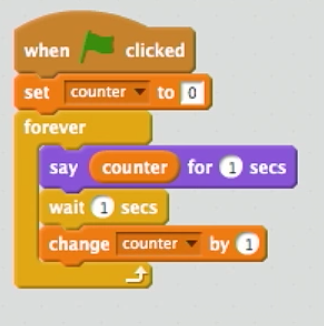 when clicked
set counter to 0
forever
say counter for 1 secs
wait 1 secs
change counter by 1